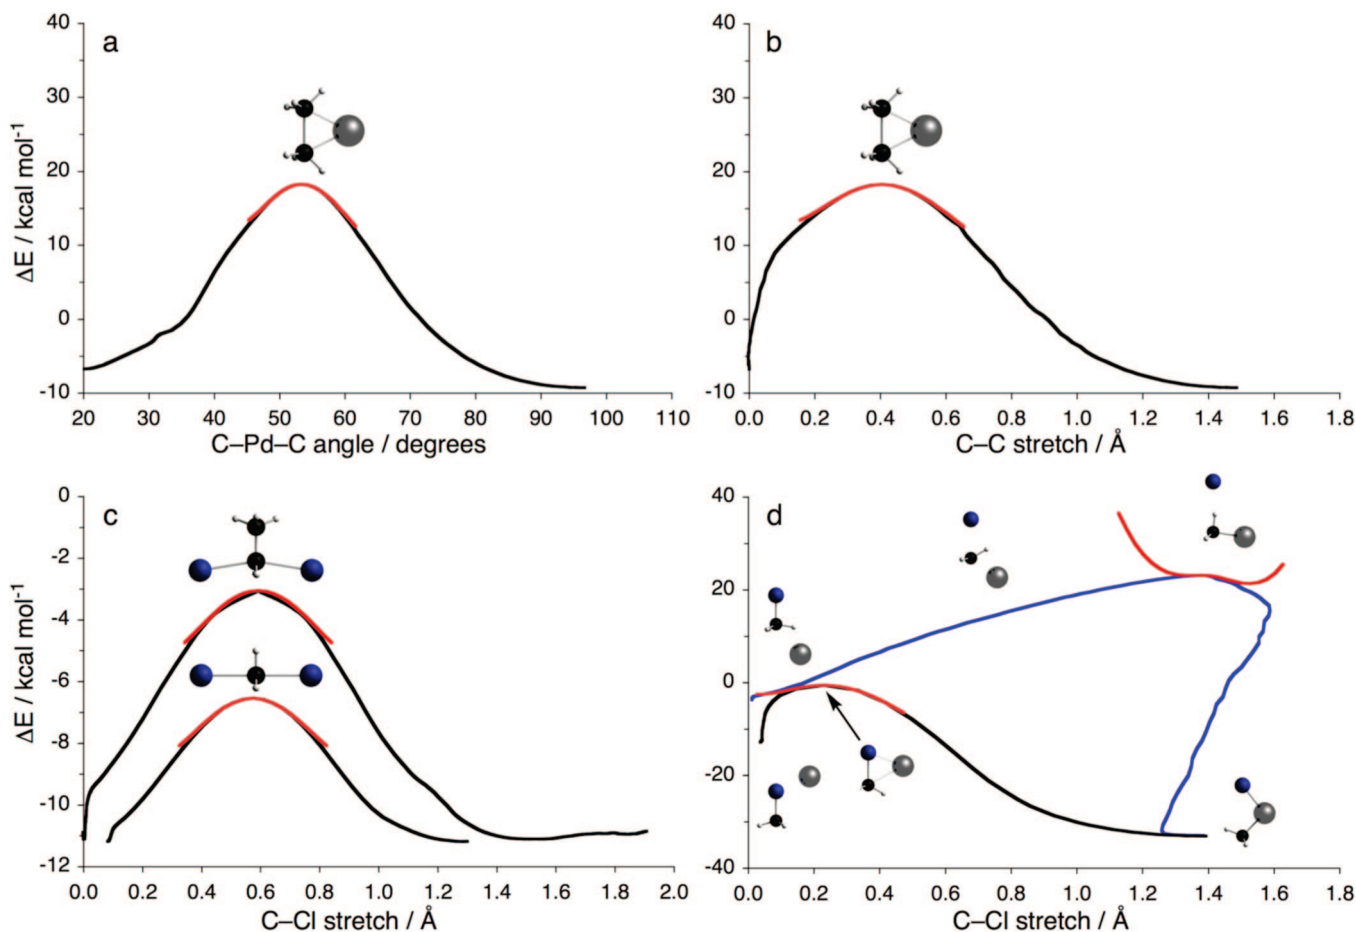 a
ΔE / kcal mol⁻¹
40
30
20
10
0
-10
20 30 40 50 60 70 80 90 100 110
C–Pd–C angle / degrees
b
40
30
20
10
0
-10
0.0 0.2 0.4 0.6 0.8 1.0 1.2 1.4 1.6 1.8
C–C stretch / Å
c
ΔE / kcal mol⁻¹
0
-2
-4
-6
-8
-10
-12
0.0 0.2 0.4 0.6 0.8 1.0 1.2 1.4 1.6 1.8 2.0
C–Cl stretch / Å
d
40
20
0
-20
-40
0.0 0.2 0.4 0.6 0.8 1.0 1.2 1.4 1.6 1.8
C–Cl stretch / Å